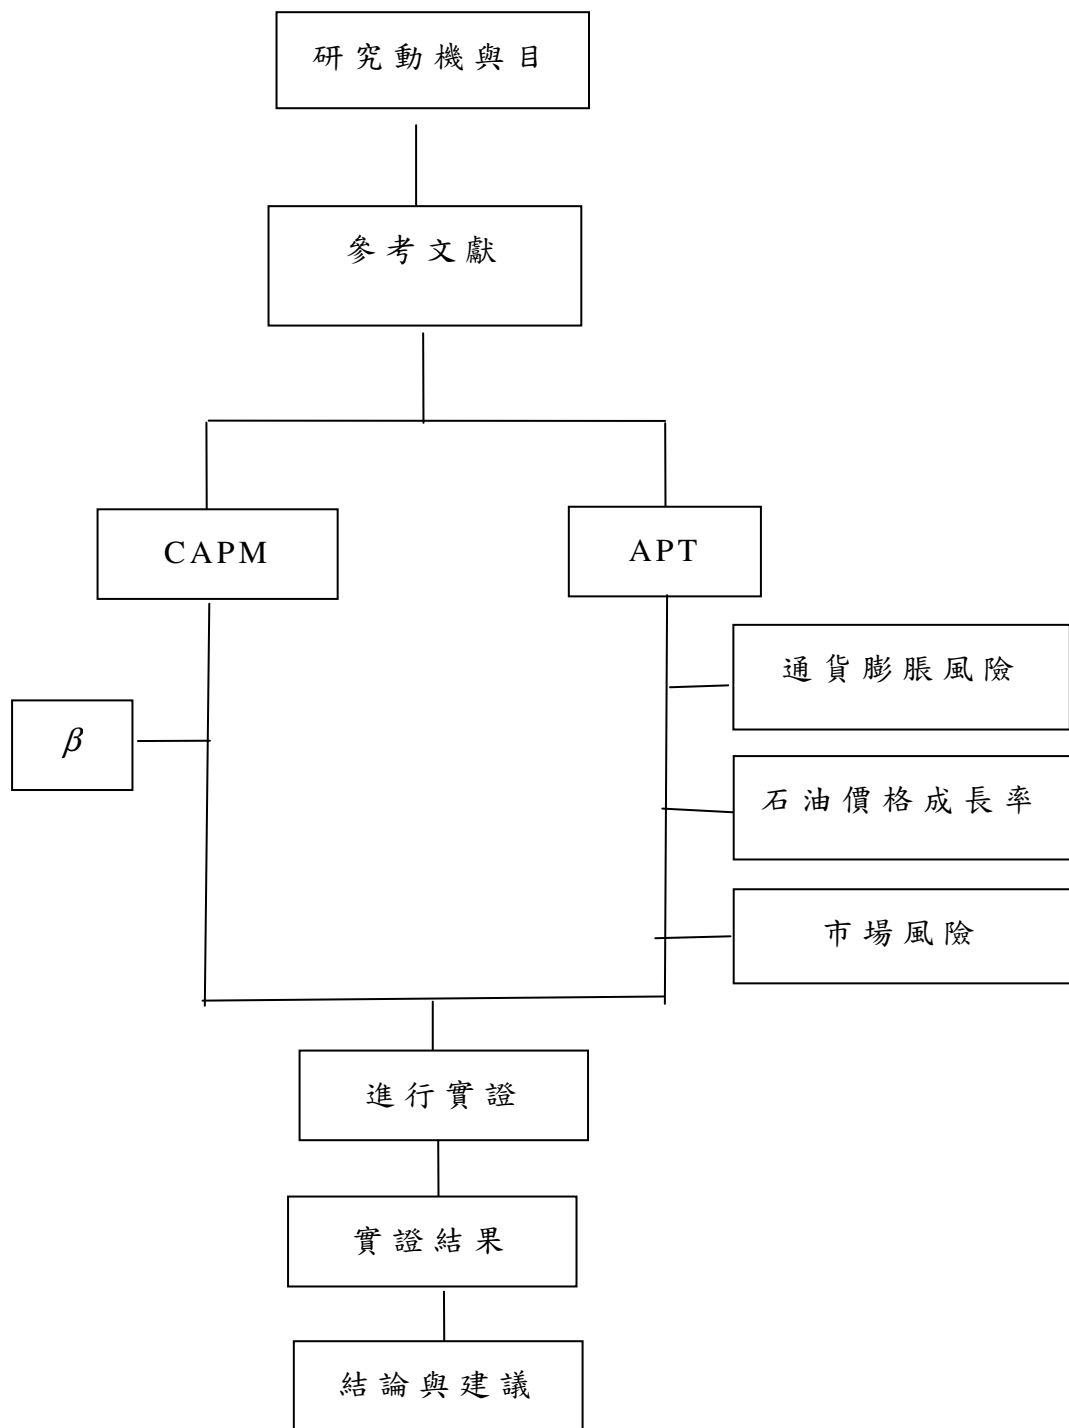 研究動機與目
參考文獻
CAPM
APT
通貨膨脹風險
β
石油價格成長率
市場風險
進行實證
實證結果
結論與建議